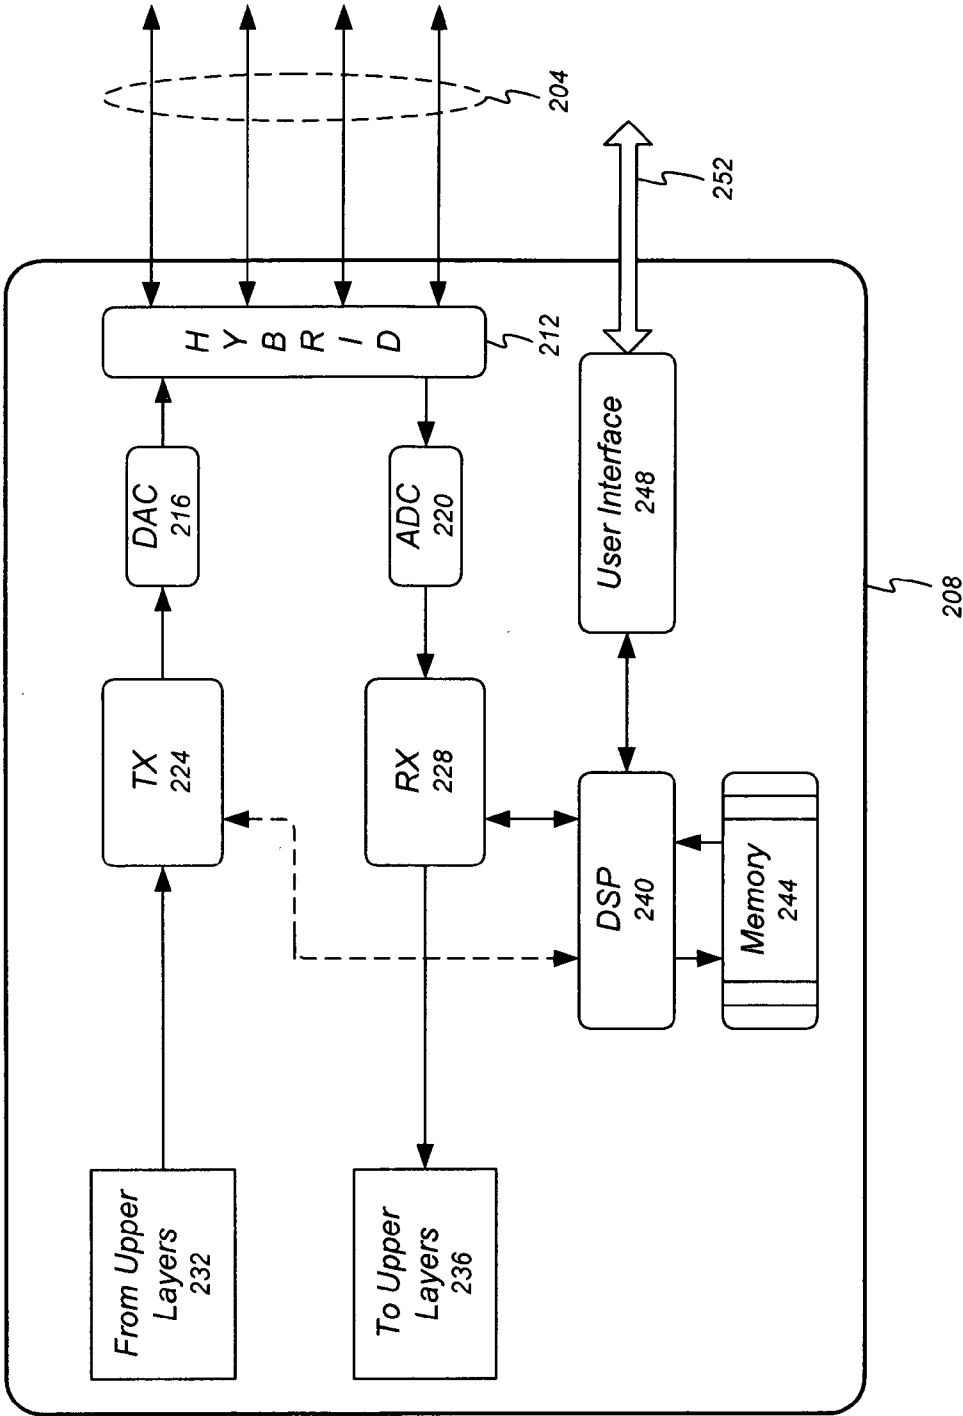 From Upper
Layers
232
TX
224
DAC
216
HYBRID
212
204
To Upper
Layers
236
RX
228
ADC
220
DSP
240
User Interface
248
252
Memory
244
208